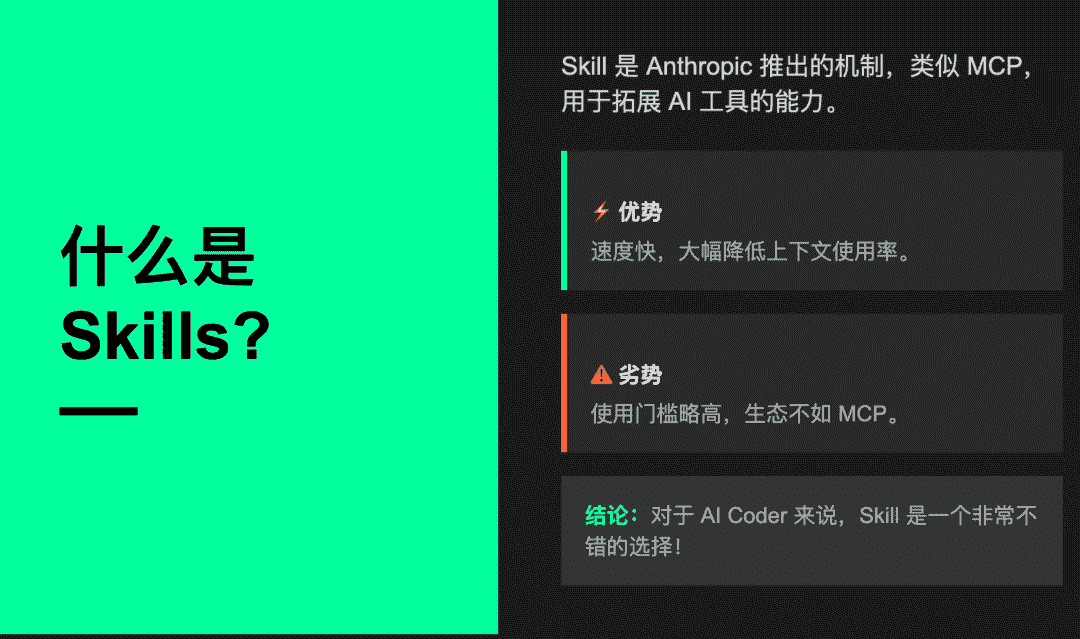 什么是
Skills?
Skill 是 Anthropic 推出的机制，类似 MCP，
用于拓展 AI 工具的能力。
⚡ 优势
速度快，大幅降低上下文使用率。
⚠ 劣势
使用门槛略高，生态不如 MCP。
结论：对于 AI Coder 来说，Skill 是一个非常不
错的选择！